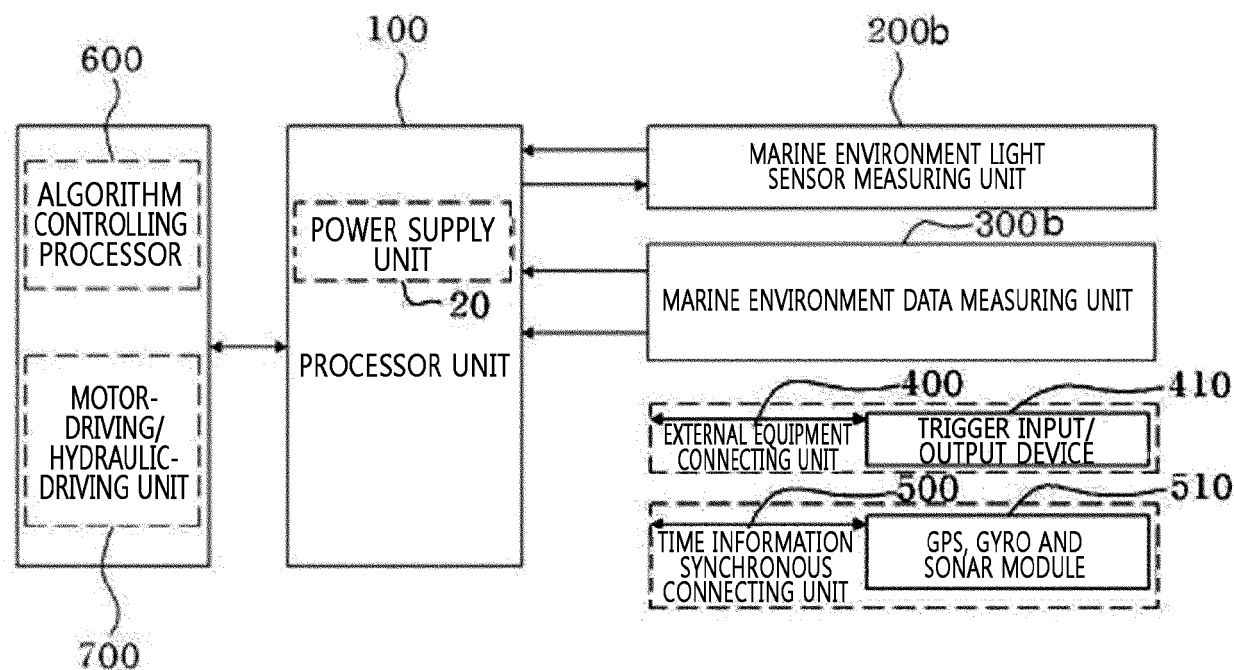 100
200b
600
MARINE ENVIRONMENT LIGHT
SENSOR MEASURING UNIT
ALGORITHM
CONTROLLING
PROCESSOR
POWER SUPPLY
UNIT
300b
20
MARINE ENVIRONMENT DATA MEASURING UNIT
PROCESSOR UNIT
MOTOR-
DRIVING/
HYDRAULIC-
DRIVING UNIT
400
410
EXTERNAL EQUIPMENT
CONNECTING UNIT
TRIGGER INPUT/
OUTPUT DEVICE
500
510
TIME INFORMATION
SYNCHRONOUS
CONNECTING UNIT
GPS, GYRO AND
SONAR MODULE
700